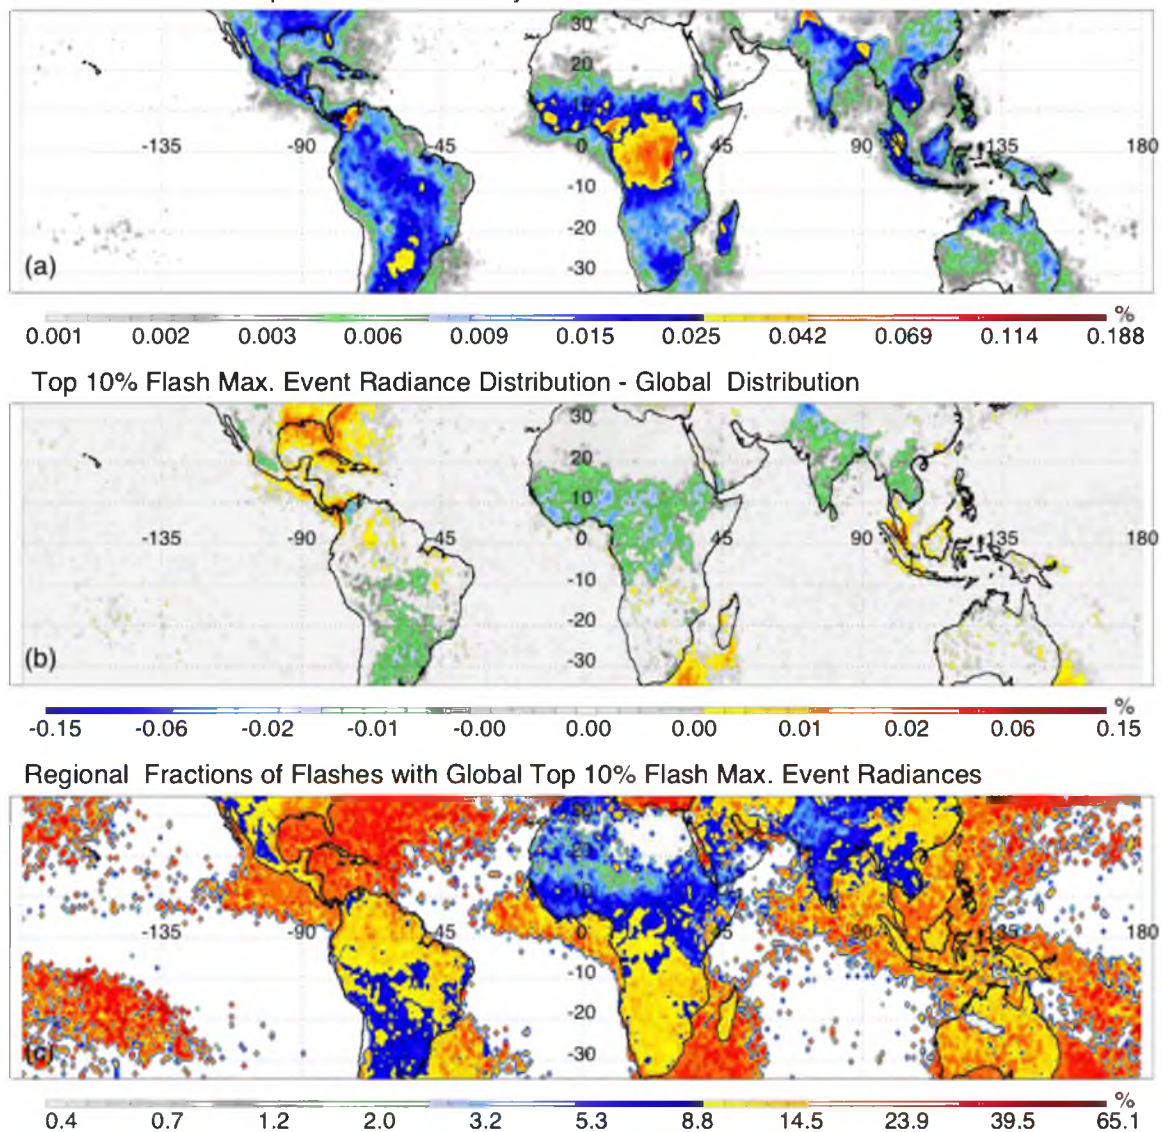 30
20
10
-135 -90 -45 0 45 90 135 180
-10
-20
-30
(a)
%
0.001 0.002 0.003 0.006 0.009 0.015 0.025 0.042 0.069 0.114 0.188
Top 10% Flash Max. Event Radiance Distribution - Global Distribution
30
20
10
-135 -90 -45 0 45 90 135 180
-10
-20
-30
(b)
%
-0.15 -0.06 -0.02 -0.01 -0.00 0.00 0.00 0.01 0.02 0.06 0.15
Regional Fractions of Flashes with Global Top 10% Flash Max. Event Radiances
30
20
10
-135 -90 -45 0 45 90 135 180
-10
-20
-30
(c)
%
0.4 0.7 1.2 2.0 3.2 5.3 8.8 14.5 23.9 39.5 65.1